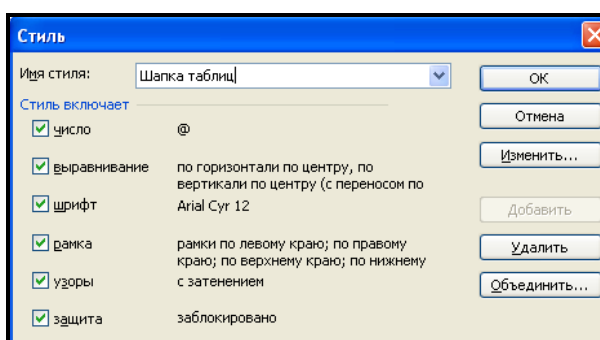 Стиль
Имя стиля: Шапка таблиц
ОК
Стиль включает
Отмена
число @
Изменить...
выравнивание по горизонтали по центру, по
вертикали по центру (с переносом по
шрифт Arial Cyr 12
Добавить
рамка рамки по левому краю; по правому
краю; по верхнему краю; по нижнему
Удалить
узоры с затенением
Объединить...
защита заблокировано